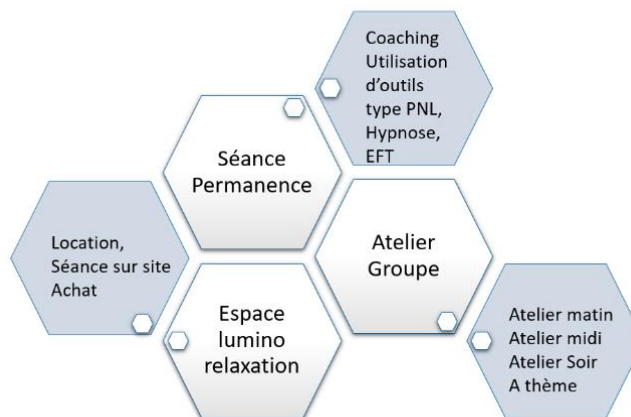 Coaching
Utilisation
d'outils
type PNL,
Hypnose,
EFT
Séance
Permanence
Atelier
Groupe
Location,
Séance sur site
Achat
Espace
lumino
relaxation
Atelier matin
Atelier midi
Atelier Soir
A thème